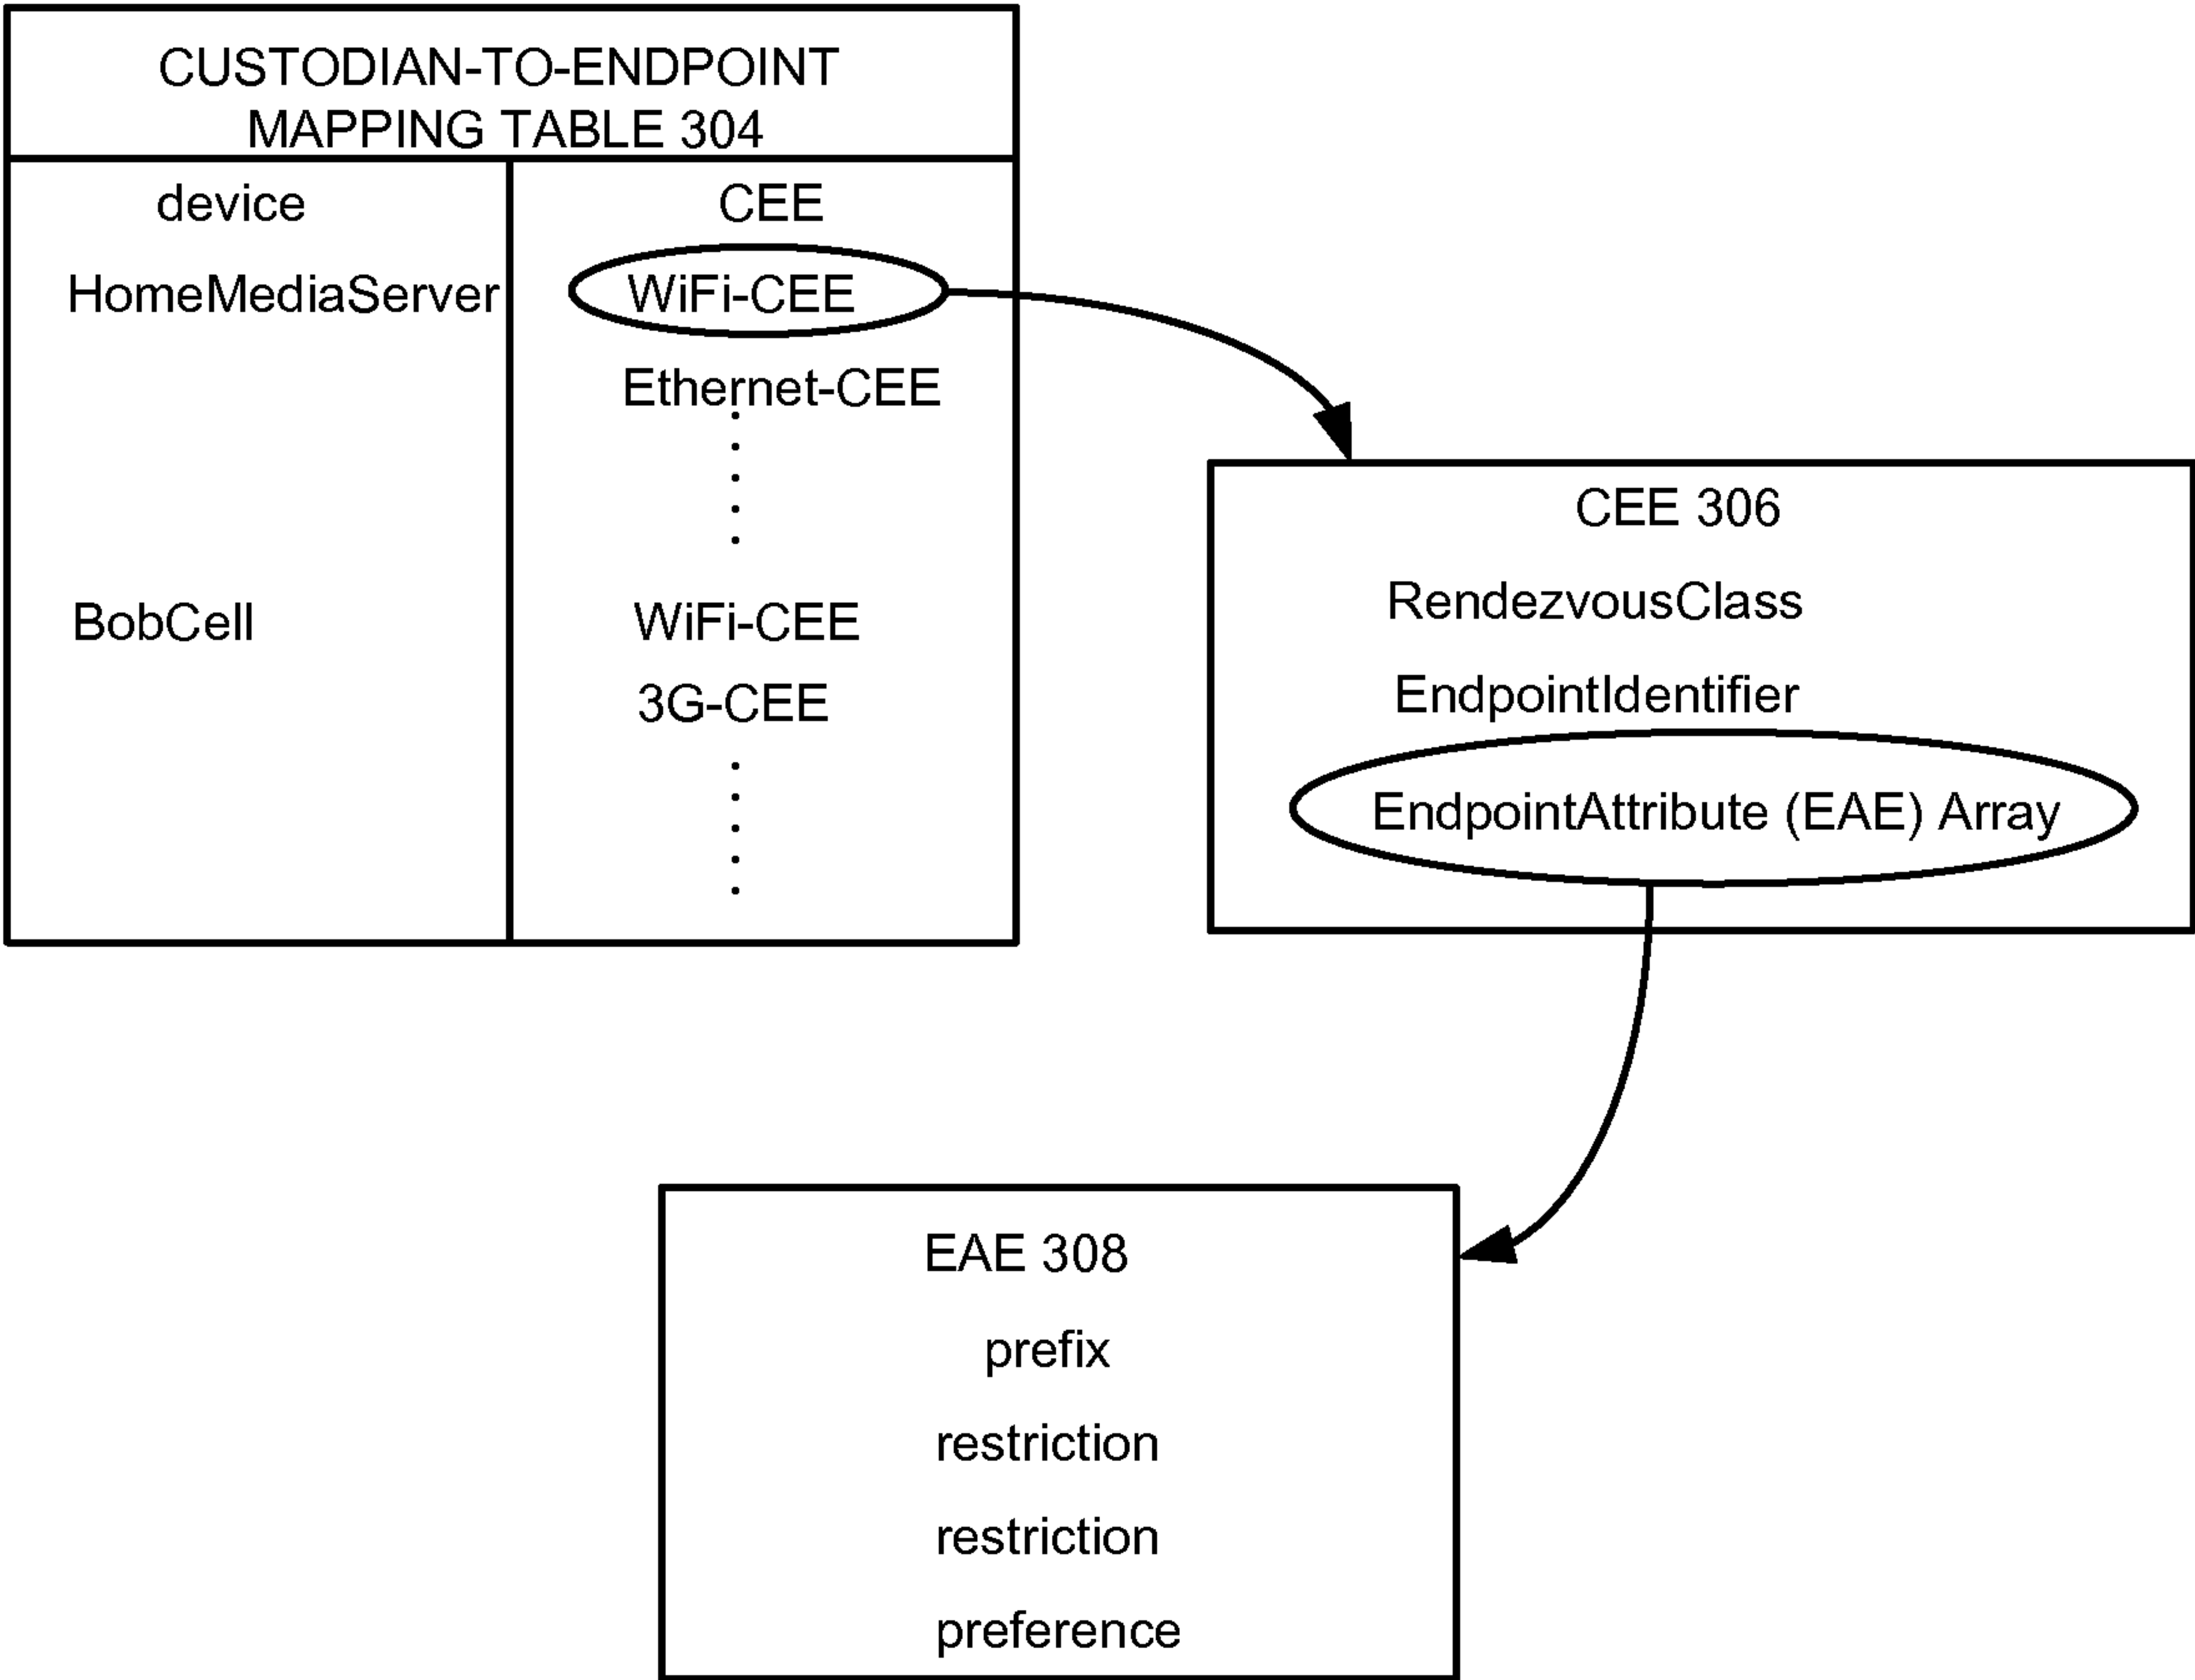 CUSTODIAN-TO-ENDPOINT
MAPPING TABLE 304
device CEE
HomeMediaServer WiFi-CEE
Ethernet-CEE
BobCell WiFi-CEE
3G-CEE
CEE 306
RendezvousClass
EndpointIdentifier
EndpointAttribute (EAE) Array
EAE 308
prefix
restriction
restriction
preference